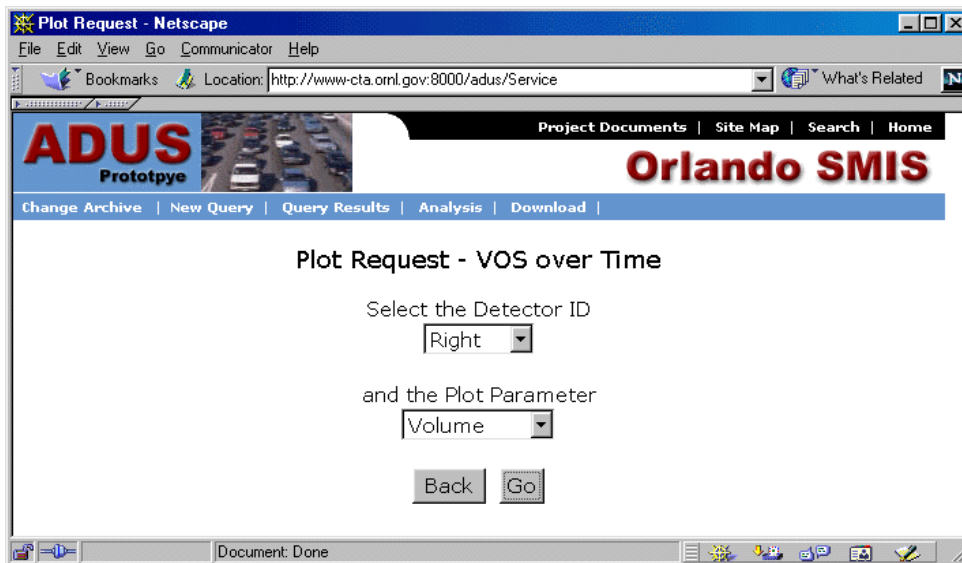 Plot Request - Netscape
File Edit View Go Communicator Help
Bookmarks Location: http://www-cta.ornl.gov:8000/adus/Service What's Related N
ADUS
Prototpye
Project Documents | Site Map | Search | Home
Orlando SMIS
Change Archive | New Query | Query Results | Analysis | Download |
Plot Request - VOS over Time
Select the Detector ID
Right
and the Plot Parameter
Volume
Back Go
Document: Done